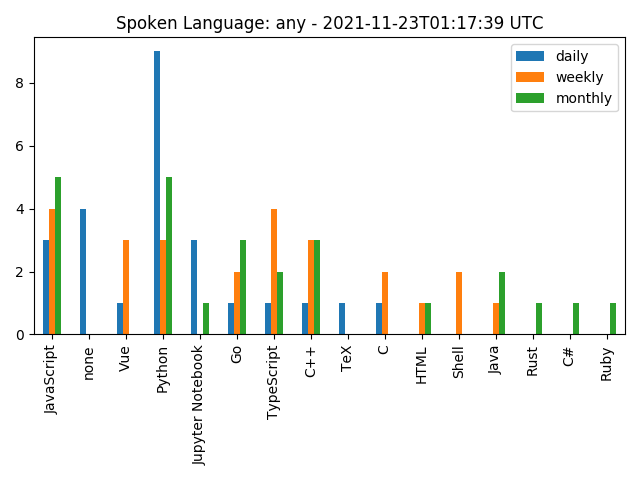 Spoken Language: any - 2021-11-23T01:17:39 UTC
daily
weekly
monthly
8
6
4
2
0
JavaScript
none
Vue
Python
Jupyter Notebook
Go
TypeScript
C++
TeX
C
HTML
Shell
Java
Rust
C#
Ruby